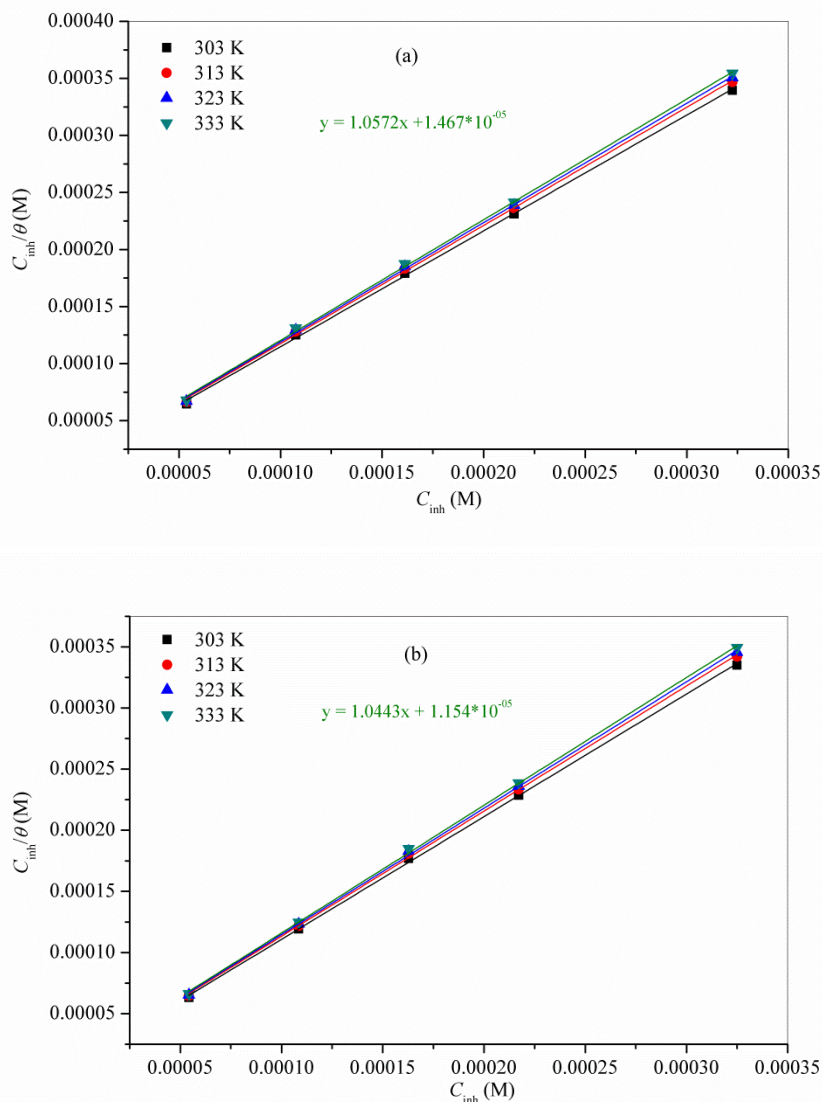 0.00040
0.00035
0.00030
0.00025
0.00020
0.00015
0.00010
0.00005
C_inh/θ (M)
303 K
313 K
323 K
333 K
(a)
y = 1.0572x +1.467*10^-05
0.00005 0.00010 0.00015 0.00020 0.00025 0.00030 0.00035
C_inh (M)
0.00035
0.00030
0.00025
0.00020
0.00015
0.00010
0.00005
C_inh/θ (M)
303 K
313 K
323 K
333 K
(b)
y = 1.0443x + 1.154*10^-05
0.00005 0.00010 0.00015 0.00020 0.00025 0.00030 0.00035
C_inh (M)